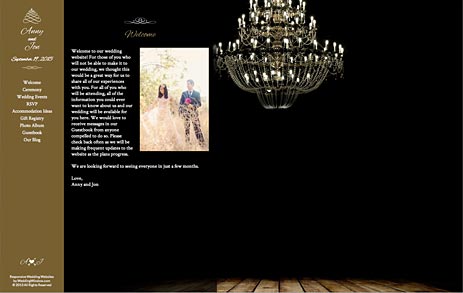 Anny
and
Jon
September 19, 2015
Welcome
Ceremony
Wedding Events
RSVP
Accommodation Ideas
Gift Registry
Photo Album
Guestbook
Our Blog
A J
Responsive Wedding Websites
by WeddingWindow.com
© 2015 All Rights Reserved
Welcome
Welcome to our wedding
website! For those of you who
will not be able to make it to
our wedding, we thought this
would be a great way for us to
share all of our experiences
with you. For all of you who
will be attending, all of the
information you could ever
want to know about us and our
wedding will be available for
you here. We would love to
receive messages in our
Guestbook from anyone
compelled to do so. Please
check back often as we will be
making frequent updates to the
website as the plans progress.
We are looking forward to seeing everyone in just a few months.
Love,
Anny and Jon